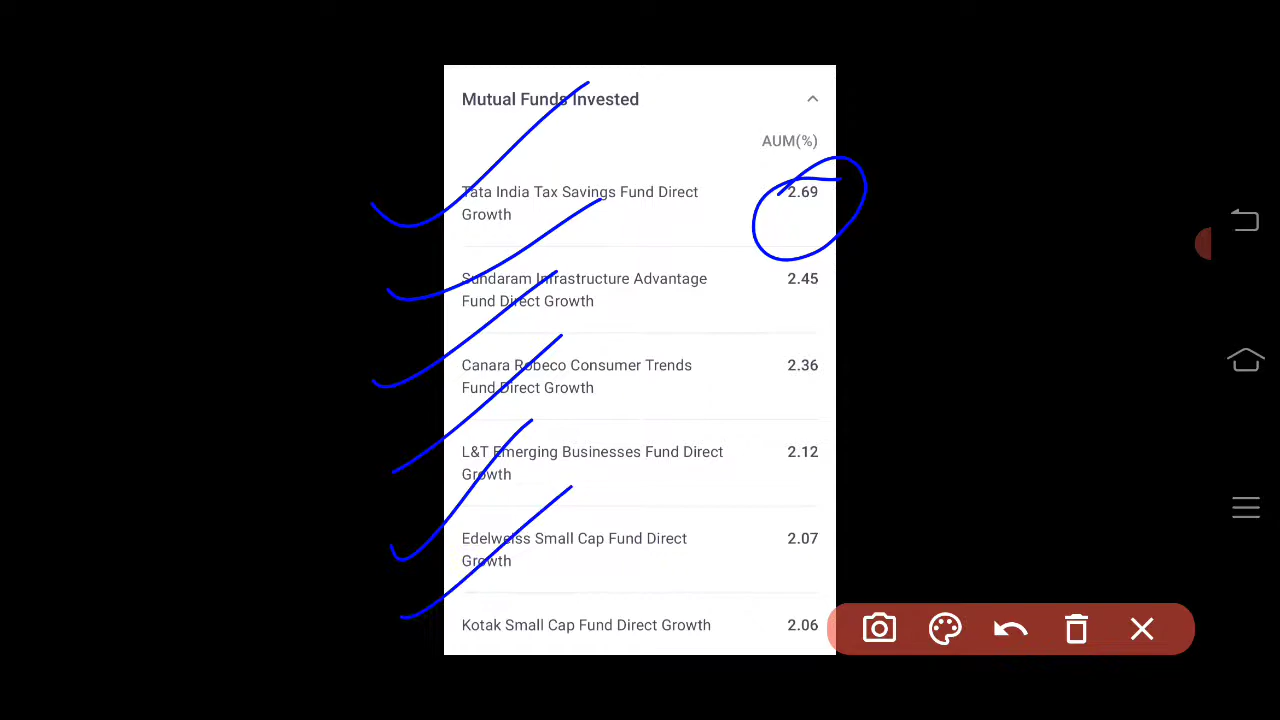 Mutual Funds Invested
AUM(%)
Tata India Tax Savings Fund Direct 2.69
Growth
Sundaram Infrastructure Advantage 2.45
Fund Direct Growth
Canara Robeco Consumer Trends 2.36
Fund Direct Growth
L&T Emerging Businesses Fund Direct 2.12
Growth
Edelweiss Small Cap Fund Direct 2.07
Growth
Kotak Small Cap Fund Direct Growth 2.06